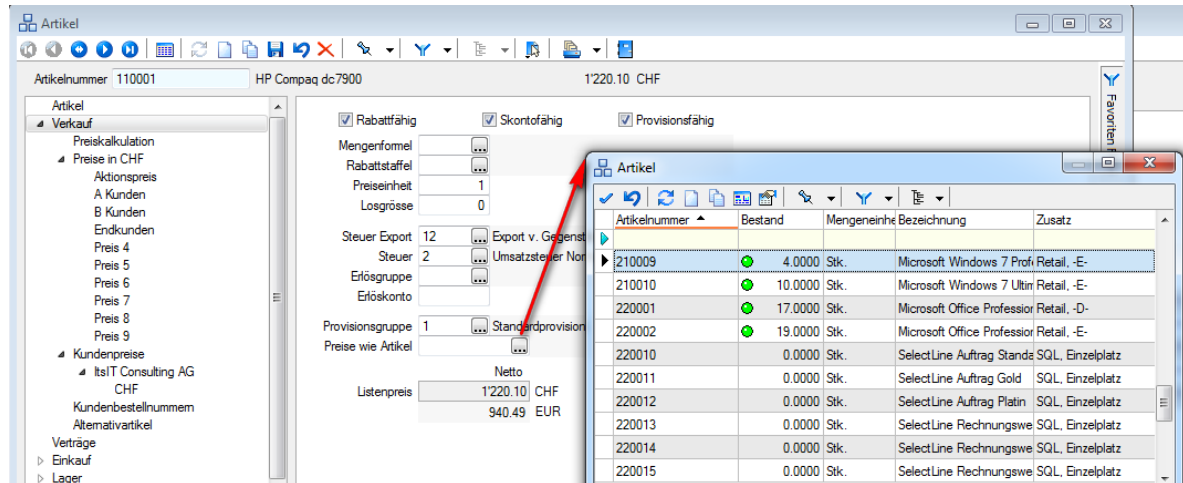 Artikel
Artikelnummer 110001 HP Compaq dc7900 1'220.10 CHF
Artikel
Verkauf
Preiskalkulation
Preise in CHF
Aktionspreis
A Kunden
B Kunden
Endkunden
Preis 4
Preis 5
Preis 6
Preis 7
Preis 8
Preis 9
Kundenpreise
ItsIT Consulting AG
CHF
Kundenbestellnummern
Alternativartikel
Verträge
Einkauf
Lager
Rabattfähig Skontofähig Provisionsfähig
Mengenformel ...
Rabattstaffel ...
Preiseinheit 1
Losgrösse 0
Steuer Export 12 ... Export v. Gegenst
Steuer 2 ... Umsatzsteuer Nor
Erlösgruppe ...
Erlöskonto
Provisionsgruppe 1 ... Standardprovision
Preise wie Artikel ...
Netto
Listenpreis 1'220.10 CHF
940.49 EUR
Favoriten
Artikel
Artikelnummer Bestand Mengeneinhe Bezeichnung Zusatz
210009 4.0000 Stk. Microsoft Windows 7 Profe Retail, -E-
210010 10.0000 Stk. Microsoft Windows 7 Ultim Retail, -E-
220001 17.0000 Stk. Microsoft Office Profession Retail, -D-
220002 19.0000 Stk. Microsoft Office Profession Retail, -E-
220010 0.0000 Stk. SelectLine Auftrag Standa SQL, Einzelplatz
220011 0.0000 Stk. SelectLine Auftrag Gold SQL, Einzelplatz
220012 0.0000 Stk. SelectLine Auftrag Platin SQL, Einzelplatz
220013 0.0000 Stk. SelectLine Rechnungswe SQL, Einzelplatz
220014 0.0000 Stk. SelectLine Rechnungswe SQL, Einzelplatz
220015 0.0000 Stk. SelectLine Rechnungswe SQL, Einzelplatz